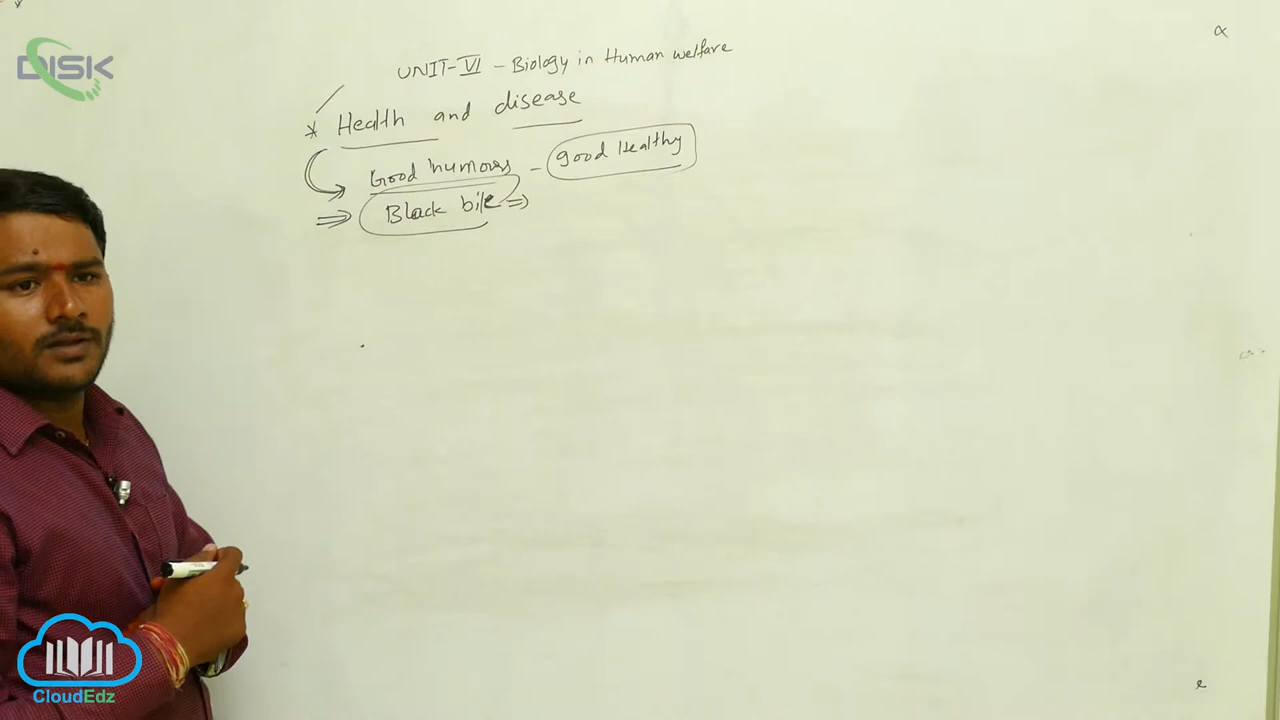 DISK
UNIT-VI - Biology in Human welfare
* Health and disease
Good humours - good Healthy
⇒ Black bile ⇒
α
e
CloudEdz